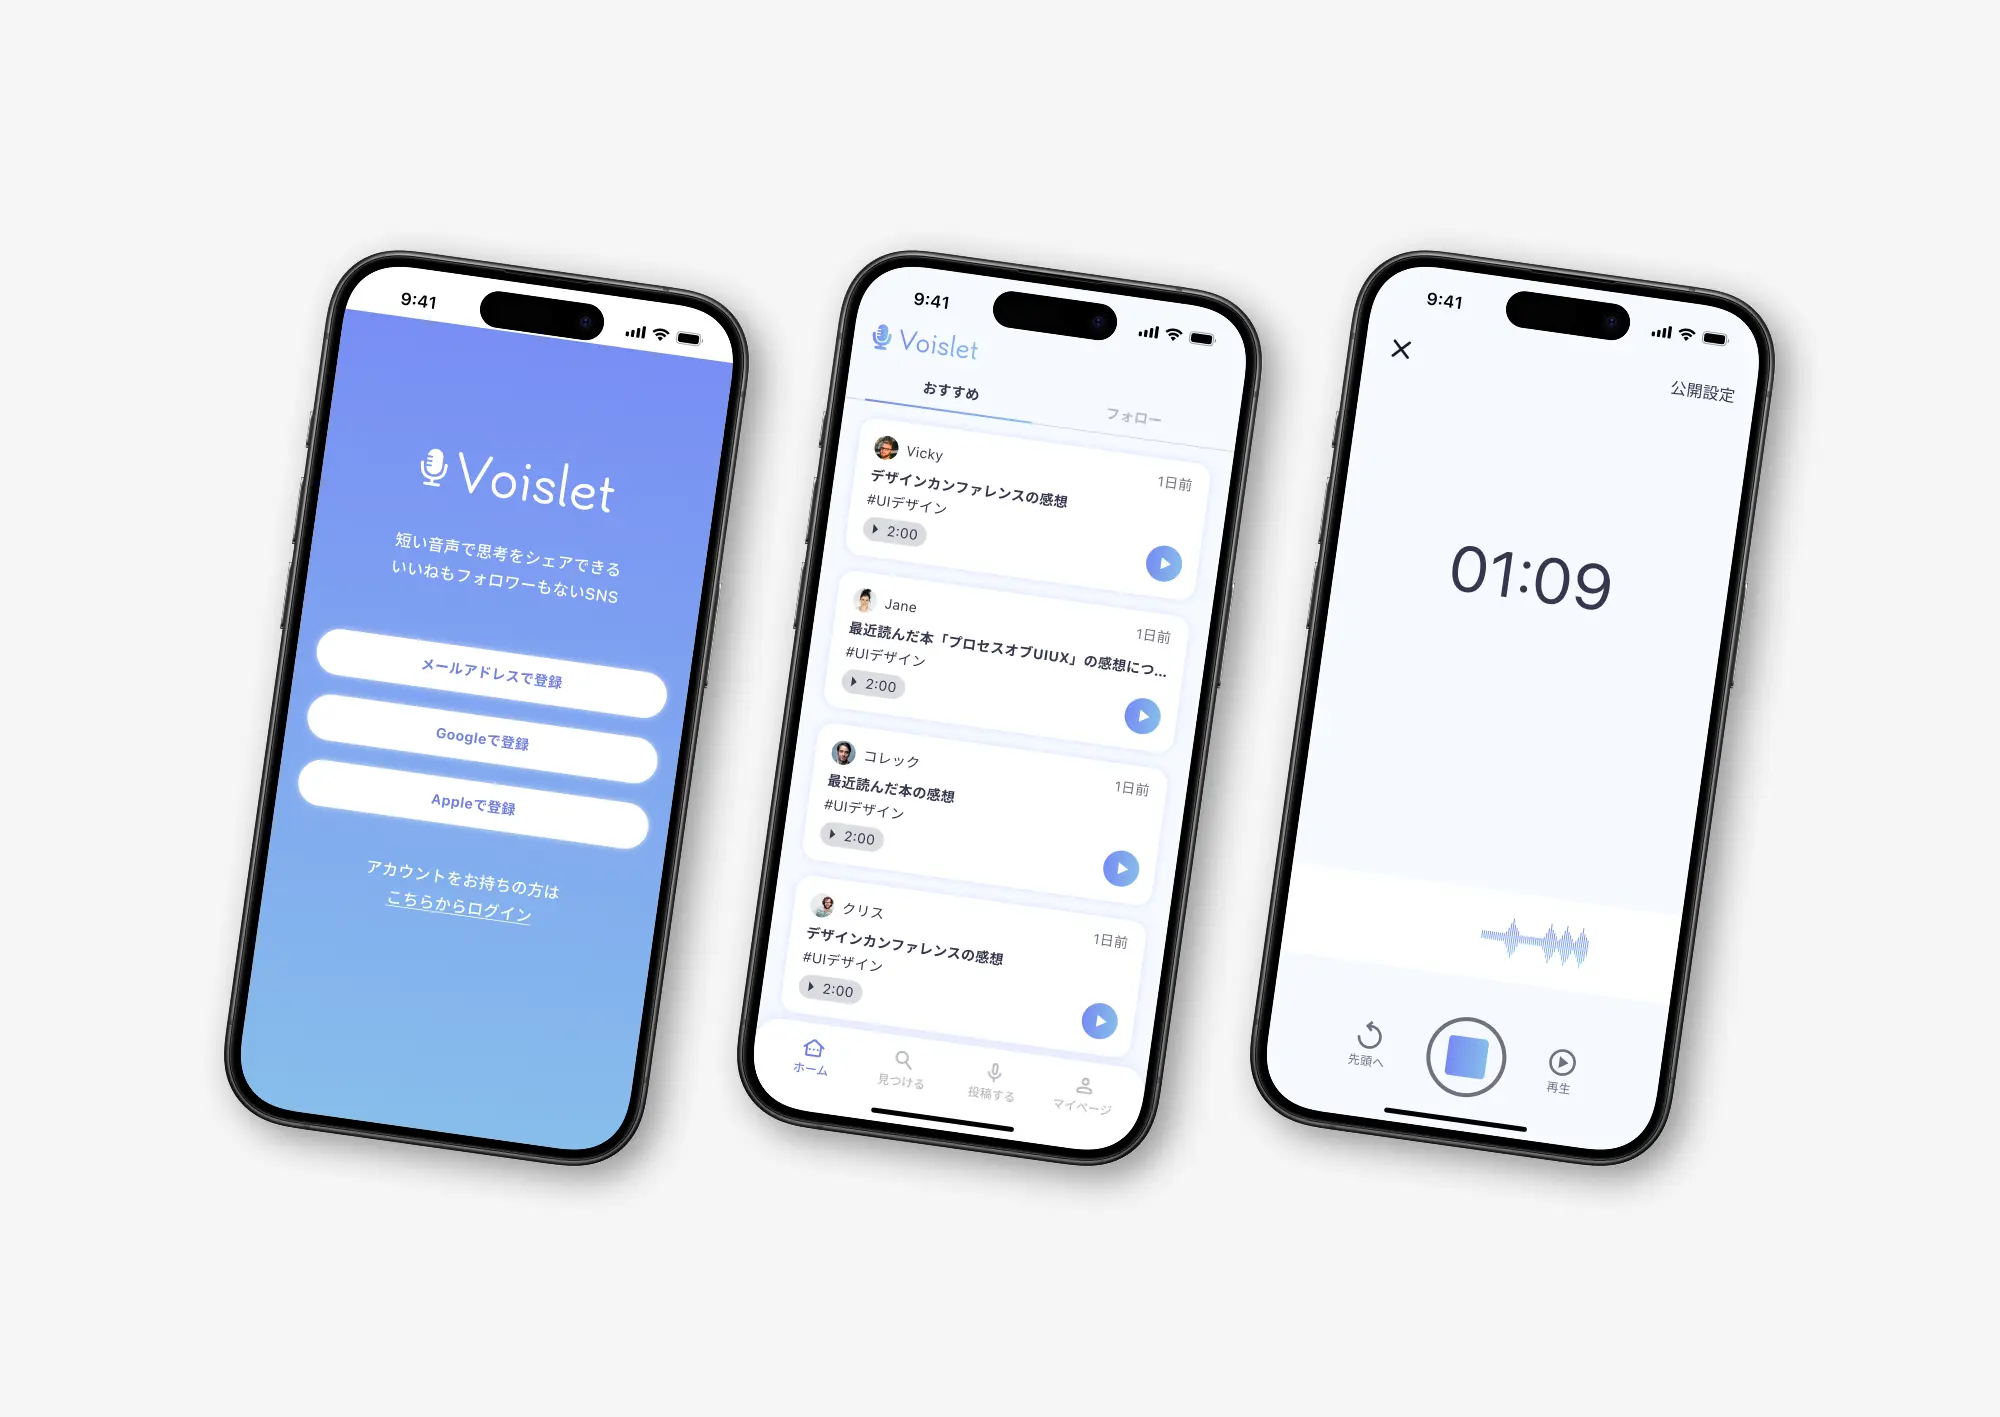 9:41
Voislet
短い音声で思考をシェアできる
いいねもフォロワーもないSNS
メールアドレスで登録
Googleで登録
Appleで登録
アカウントをお持ちの方は
こちらからログイン
9:41
Voislet
おすすめ
フォロー
Vicky
1日前
デザインカンファレンスの感想
#UIデザイン
2:00
Jane
1日前
最近読んだ本「プロセスオブUIUX」の感想につ...
#UIデザイン
2:00
コレック
1日前
最近読んだ本の感想
#UIデザイン
2:00
クリス
1日前
デザインカンファレンスの感想
#UIデザイン
2:00
ホーム
見つける
投稿する
マイページ
9:41
公開設定
01:09
先頭へ
再生